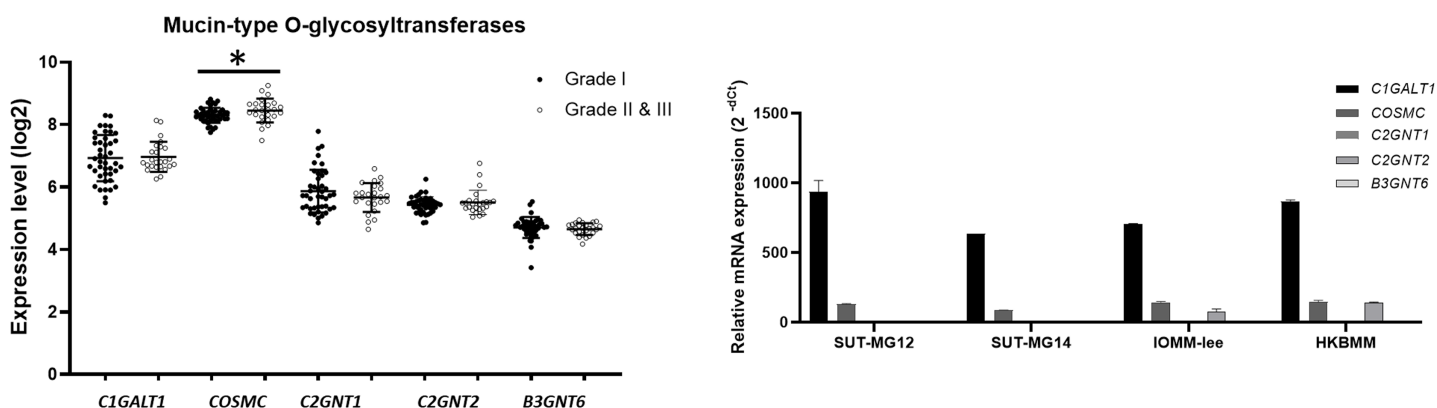 Mucin-type O-glycosyltransferases
Expression level (log2)
10
8
6
4
2
0
*
Grade I
Grade II & III
C1GALT1
COSMC
C2GNT1
C2GNT2
B3GNT6
Relative mRNA expression (2 -dCt)
1500
1000
500
0
C1GALT1
COSMC
C2GNT1
C2GNT2
B3GNT6
SUT-MG12
SUT-MG14
IOMM-lee
HKBMM